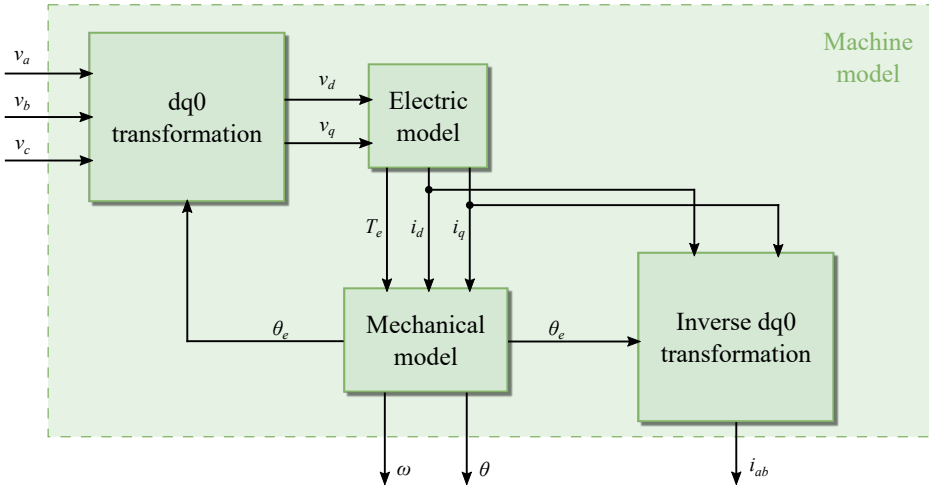 Machine
model
v_a
v_b
v_c
dq0
transformation
v_d
v_q
Electric
model
T_e
i_d
i_q
θ_e
Mechanical
model
θ_e
Inverse dq0
transformation
ω
θ
i_ab